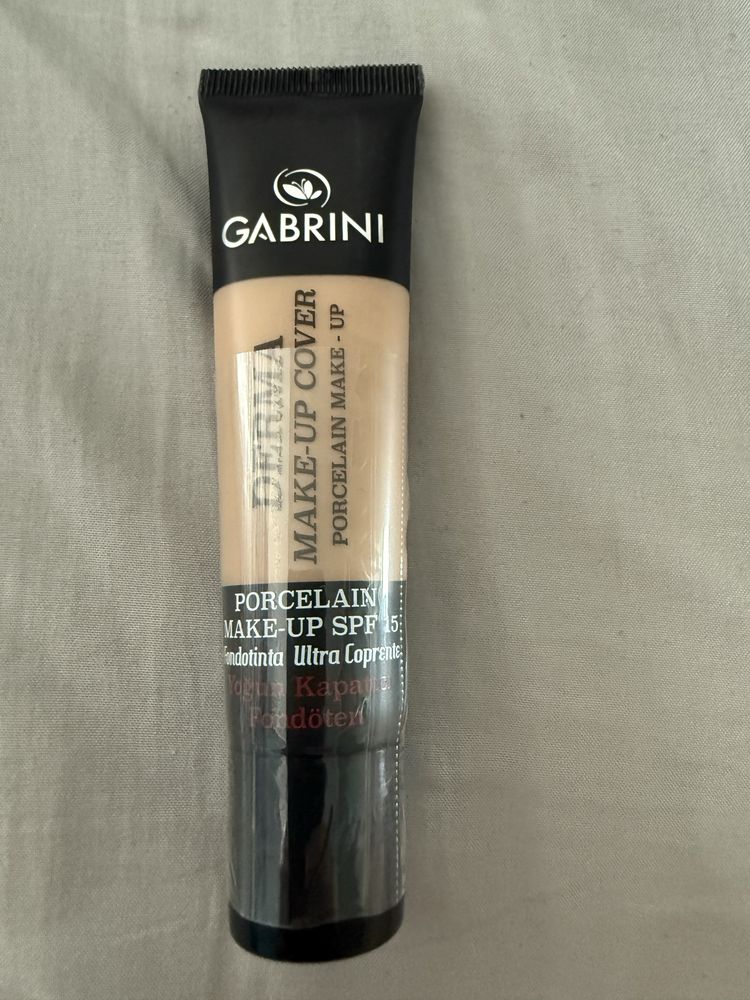 GABRINI
DERMA
MAKE-UP COVER
PORCELAIN MAKE - UP
PORCELAIN
MAKE-UP SPF 15
Fondotinta Ultra Coprente
Yoğun Kapatıcı
Fondöten